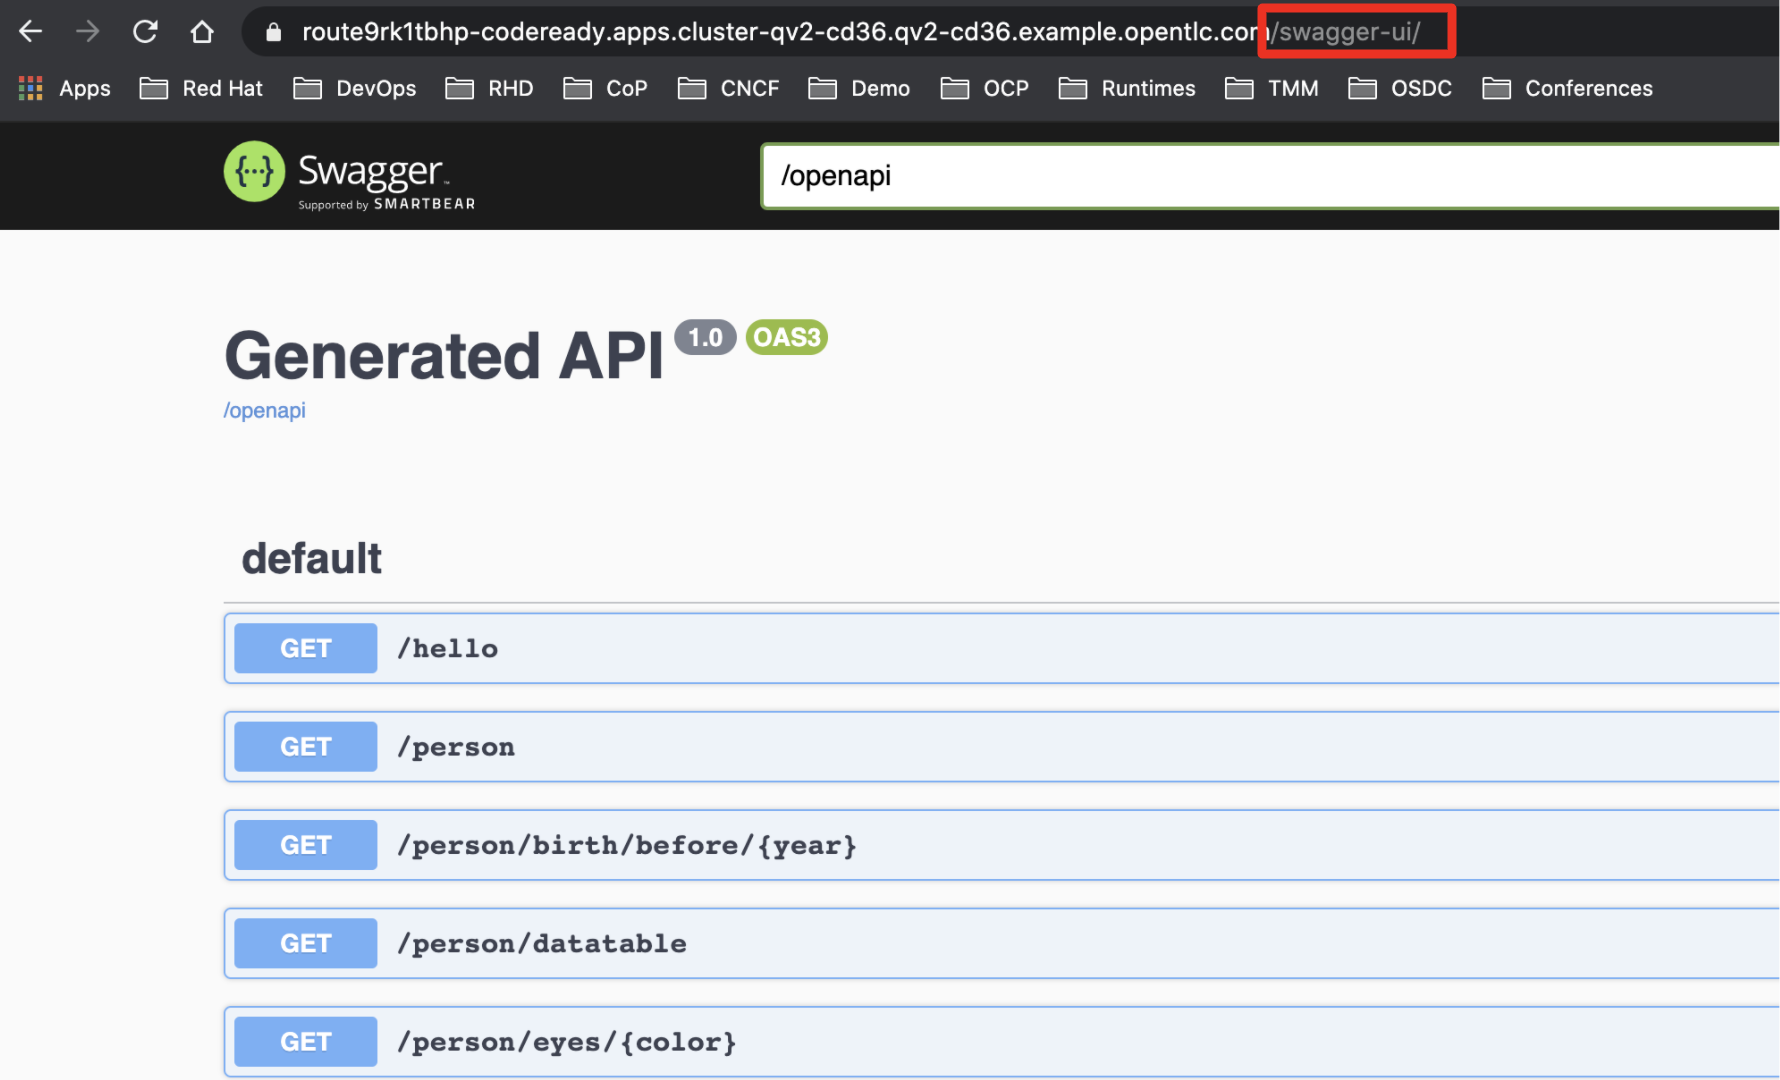 route9rk1tbhp-codeready.apps.cluster-qv2-cd36.qv2-cd36.example.opentlc.com/swagger-ui/
Apps Red Hat DevOps RHD CoP CNCF Demo OCP Runtimes TMM OSDC Conferences
{···} Swagger™ /openapi
Supported by SMARTBEAR
Generated API 1.0 OAS3
/openapi
default
GET /hello
GET /person
GET /person/birth/before/{year}
GET /person/datatable
GET /person/eyes/{color}